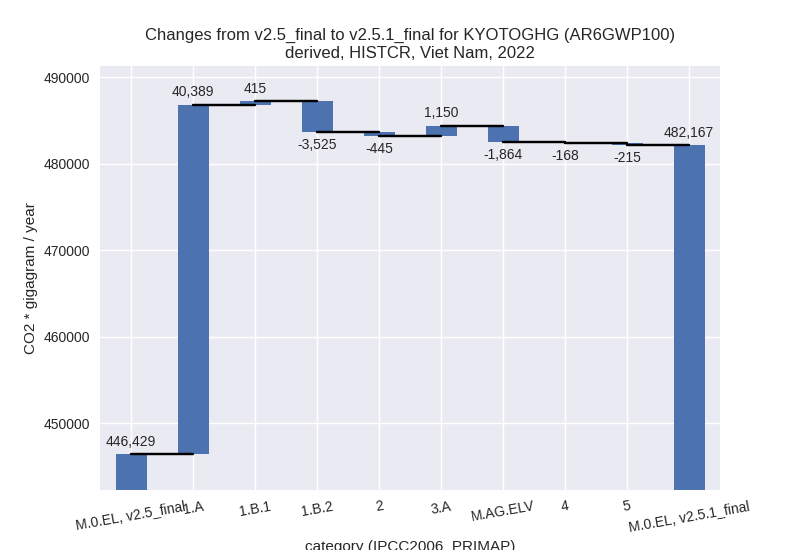 Changes from v2.5_final to v2.5.1_final for KYOTOGHG (AR6GWP100)
derived, HISTCR, Viet Nam, 2022
CO2 * gigagram / year
490000
480000
470000
460000
450000
446,429
40,389
415
-3,525
-445
1,150
-1,864
-168
-215
482,167
M.0.EL, v2.5_final
1.A
1.B.1
1.B.2
2
3.A
M.AG.ELV
4
5
M.0.EL, v2.5.1_final
category (IPCC2006_PRIMAP)